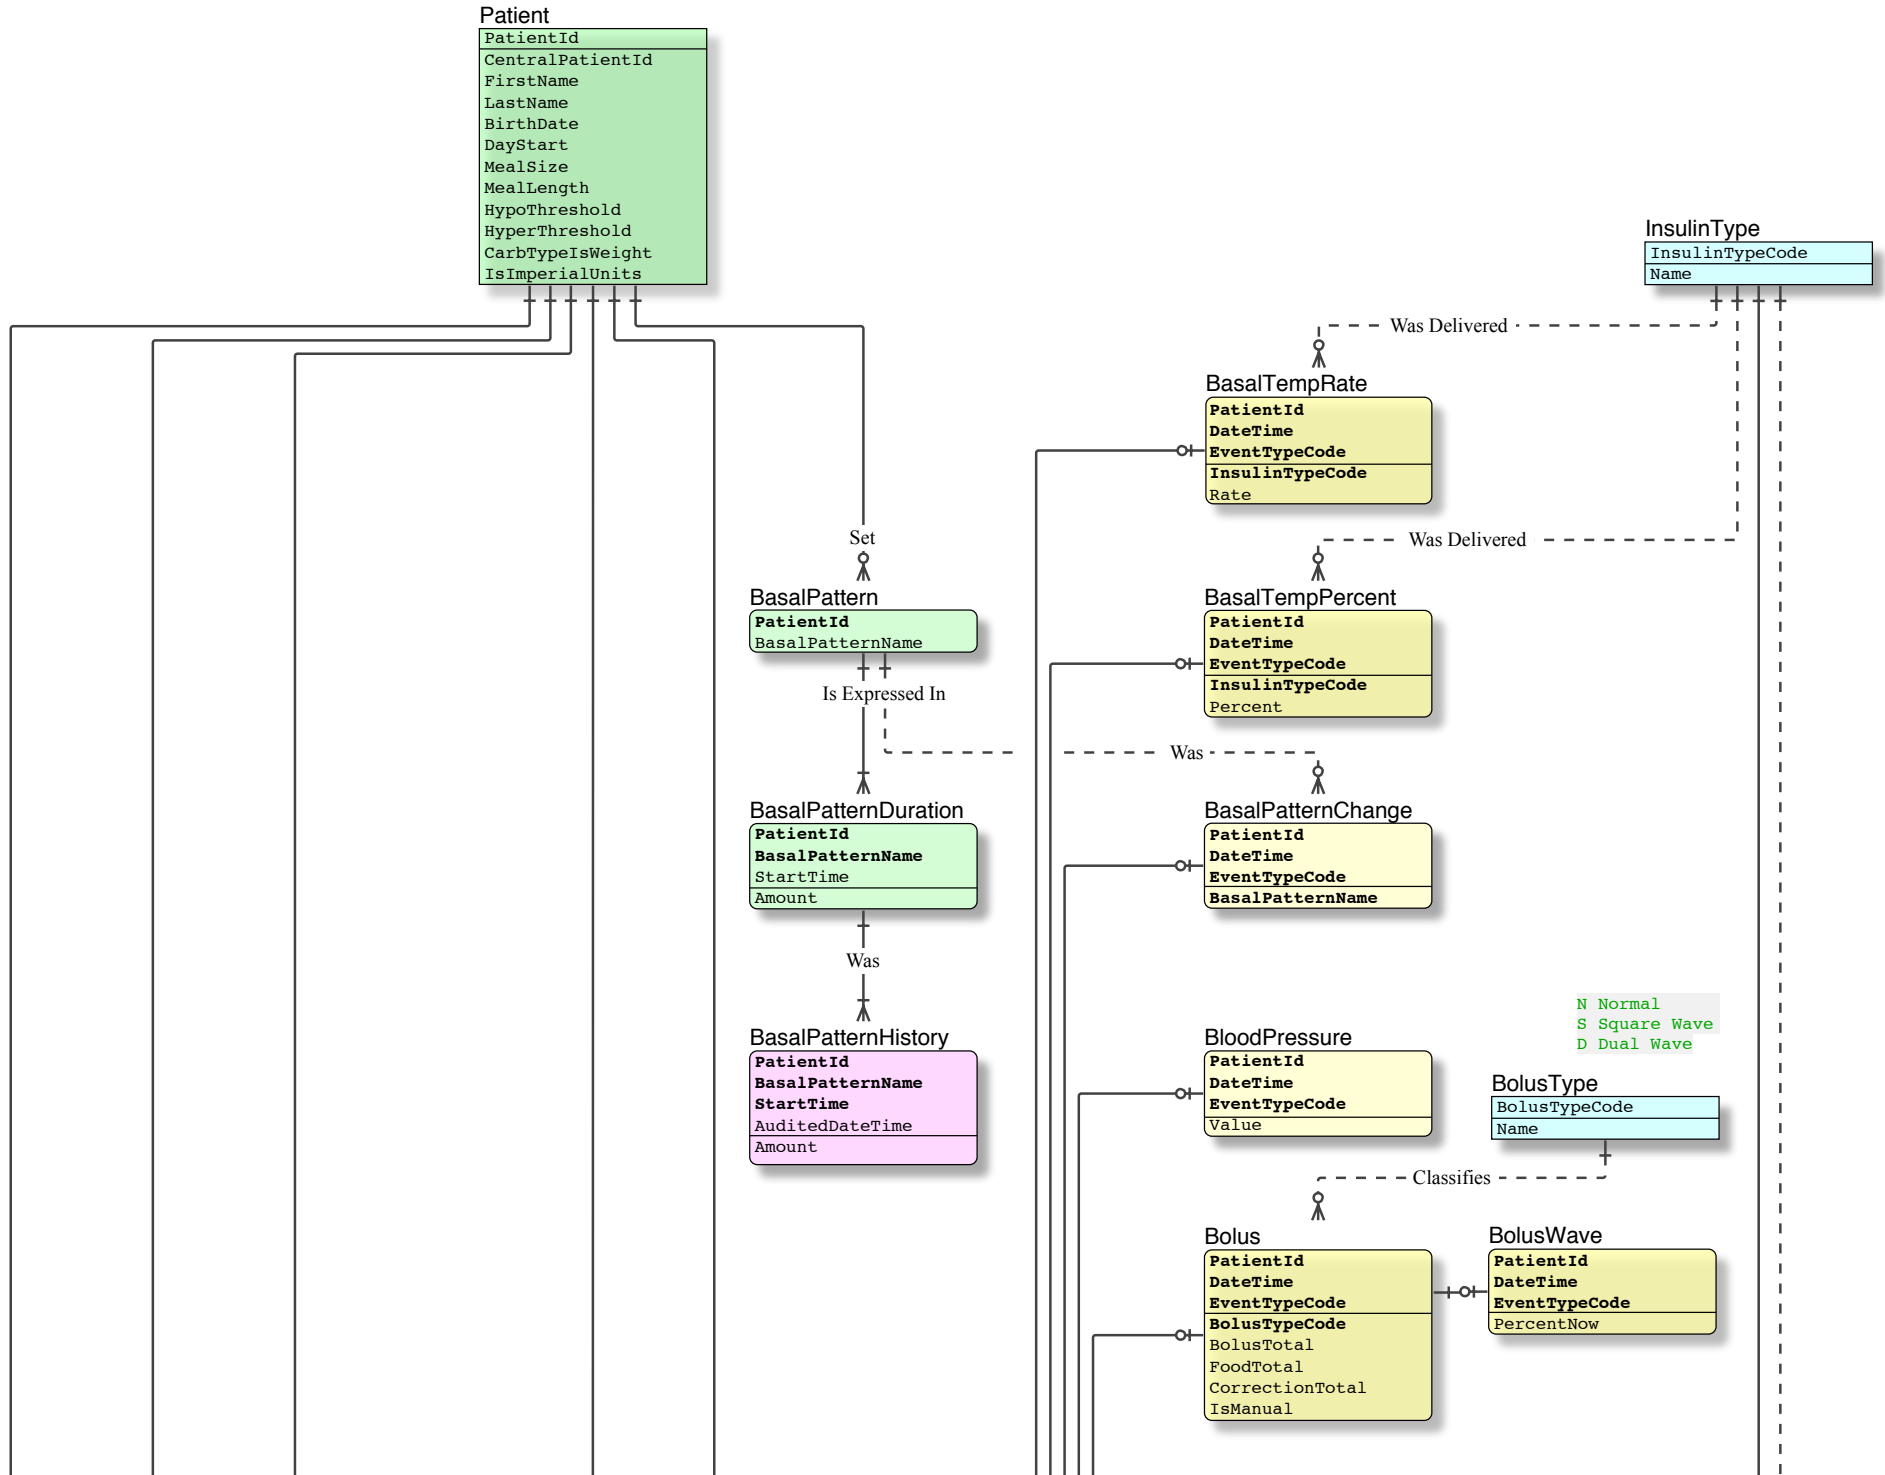 Patient
PatientId
CentralPatientId
FirstName
LastName
BirthDate
DayStart
MealSize
MealLength
HypoThreshold
HyperThreshold
CarbTypeIsWeight
IsImperialUnits
InsulinType
InsulinTypeCode
Name
Was Delivered
BasalTempRate
PatientId
DateTime
EventTypeCode
InsulinTypeCode
Rate
Set
Was Delivered
BasalPattern
PatientId
BasalPatternName
BasalTempPercent
PatientId
DateTime
EventTypeCode
InsulinTypeCode
Percent
Is Expressed In
Was
BasalPatternDuration
PatientId
BasalPatternName
StartTime
Amount
BasalPatternChange
PatientId
DateTime
EventTypeCode
BasalPatternName
Was
BasalPatternHistory
PatientId
BasalPatternName
StartTime
AuditedDateTime
Amount
BloodPressure
PatientId
DateTime
EventTypeCode
Value
N Normal
S Square Wave
D Dual Wave
BolusType
BolusTypeCode
Name
Classifies
Bolus
PatientId
DateTime
EventTypeCode
BolusTypeCode
BolusTotal
FoodTotal
CorrectionTotal
IsManual
BolusWave
PatientId
DateTime
EventTypeCode
PercentNow